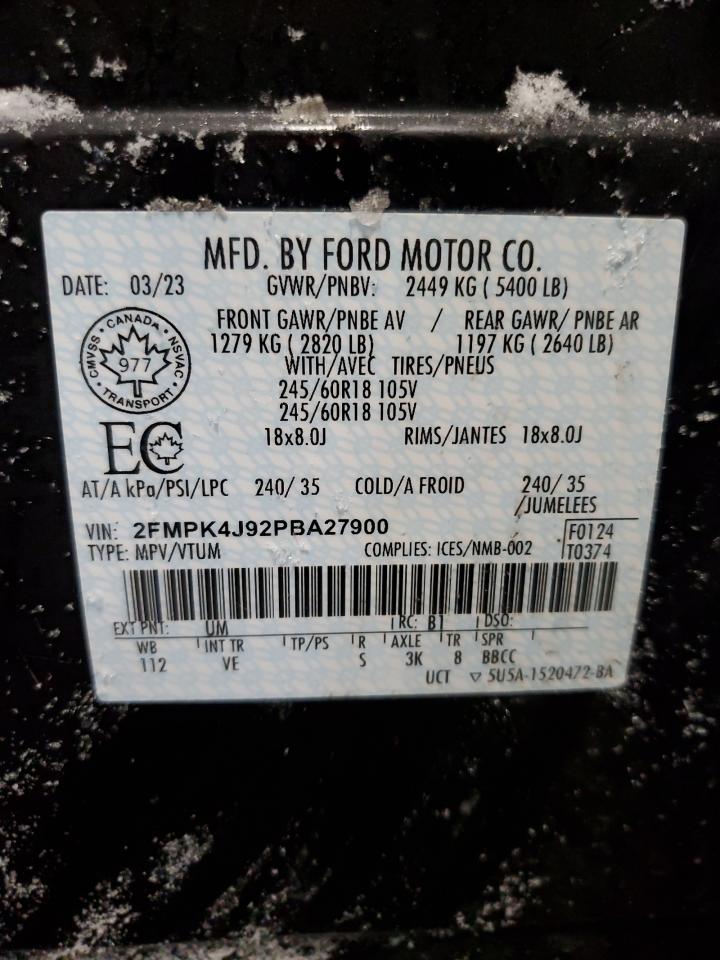 MFD. BY FORD MOTOR CO.
DATE: 03/23 GVWR/PNBV: 2449 KG ( 5400 LB)
FRONT GAWR/PNBE AV / REAR GAWR/ PNBE AR
1279 KG ( 2820 LB) 1197 KG ( 2640 LB)
WITH/AVEC TIRES/PNEUS
245/60R18 105V
245/60R18 105V
18x8.0J RIMS/JANTES 18x8.0J
CANADA
CMVSS 977 NSVAC
TRANSPORT
EC
AT/A kPa/PSI/LPC 240/ 35 COLD/A FROID 240/ 35
/JUMELEES
VIN: 2FMPK4J92PBA27900 F0124
TYPE: MPV/VTUM COMPLIES: ICES/NMB-002 T0374
EXT PNT: UM RC: B1 DSO:
WB INT TR TP/PS R AXLE TR SPR
112 VE S 3K 8 BBCC
UCT ▽ 5U5A-1520472-BA